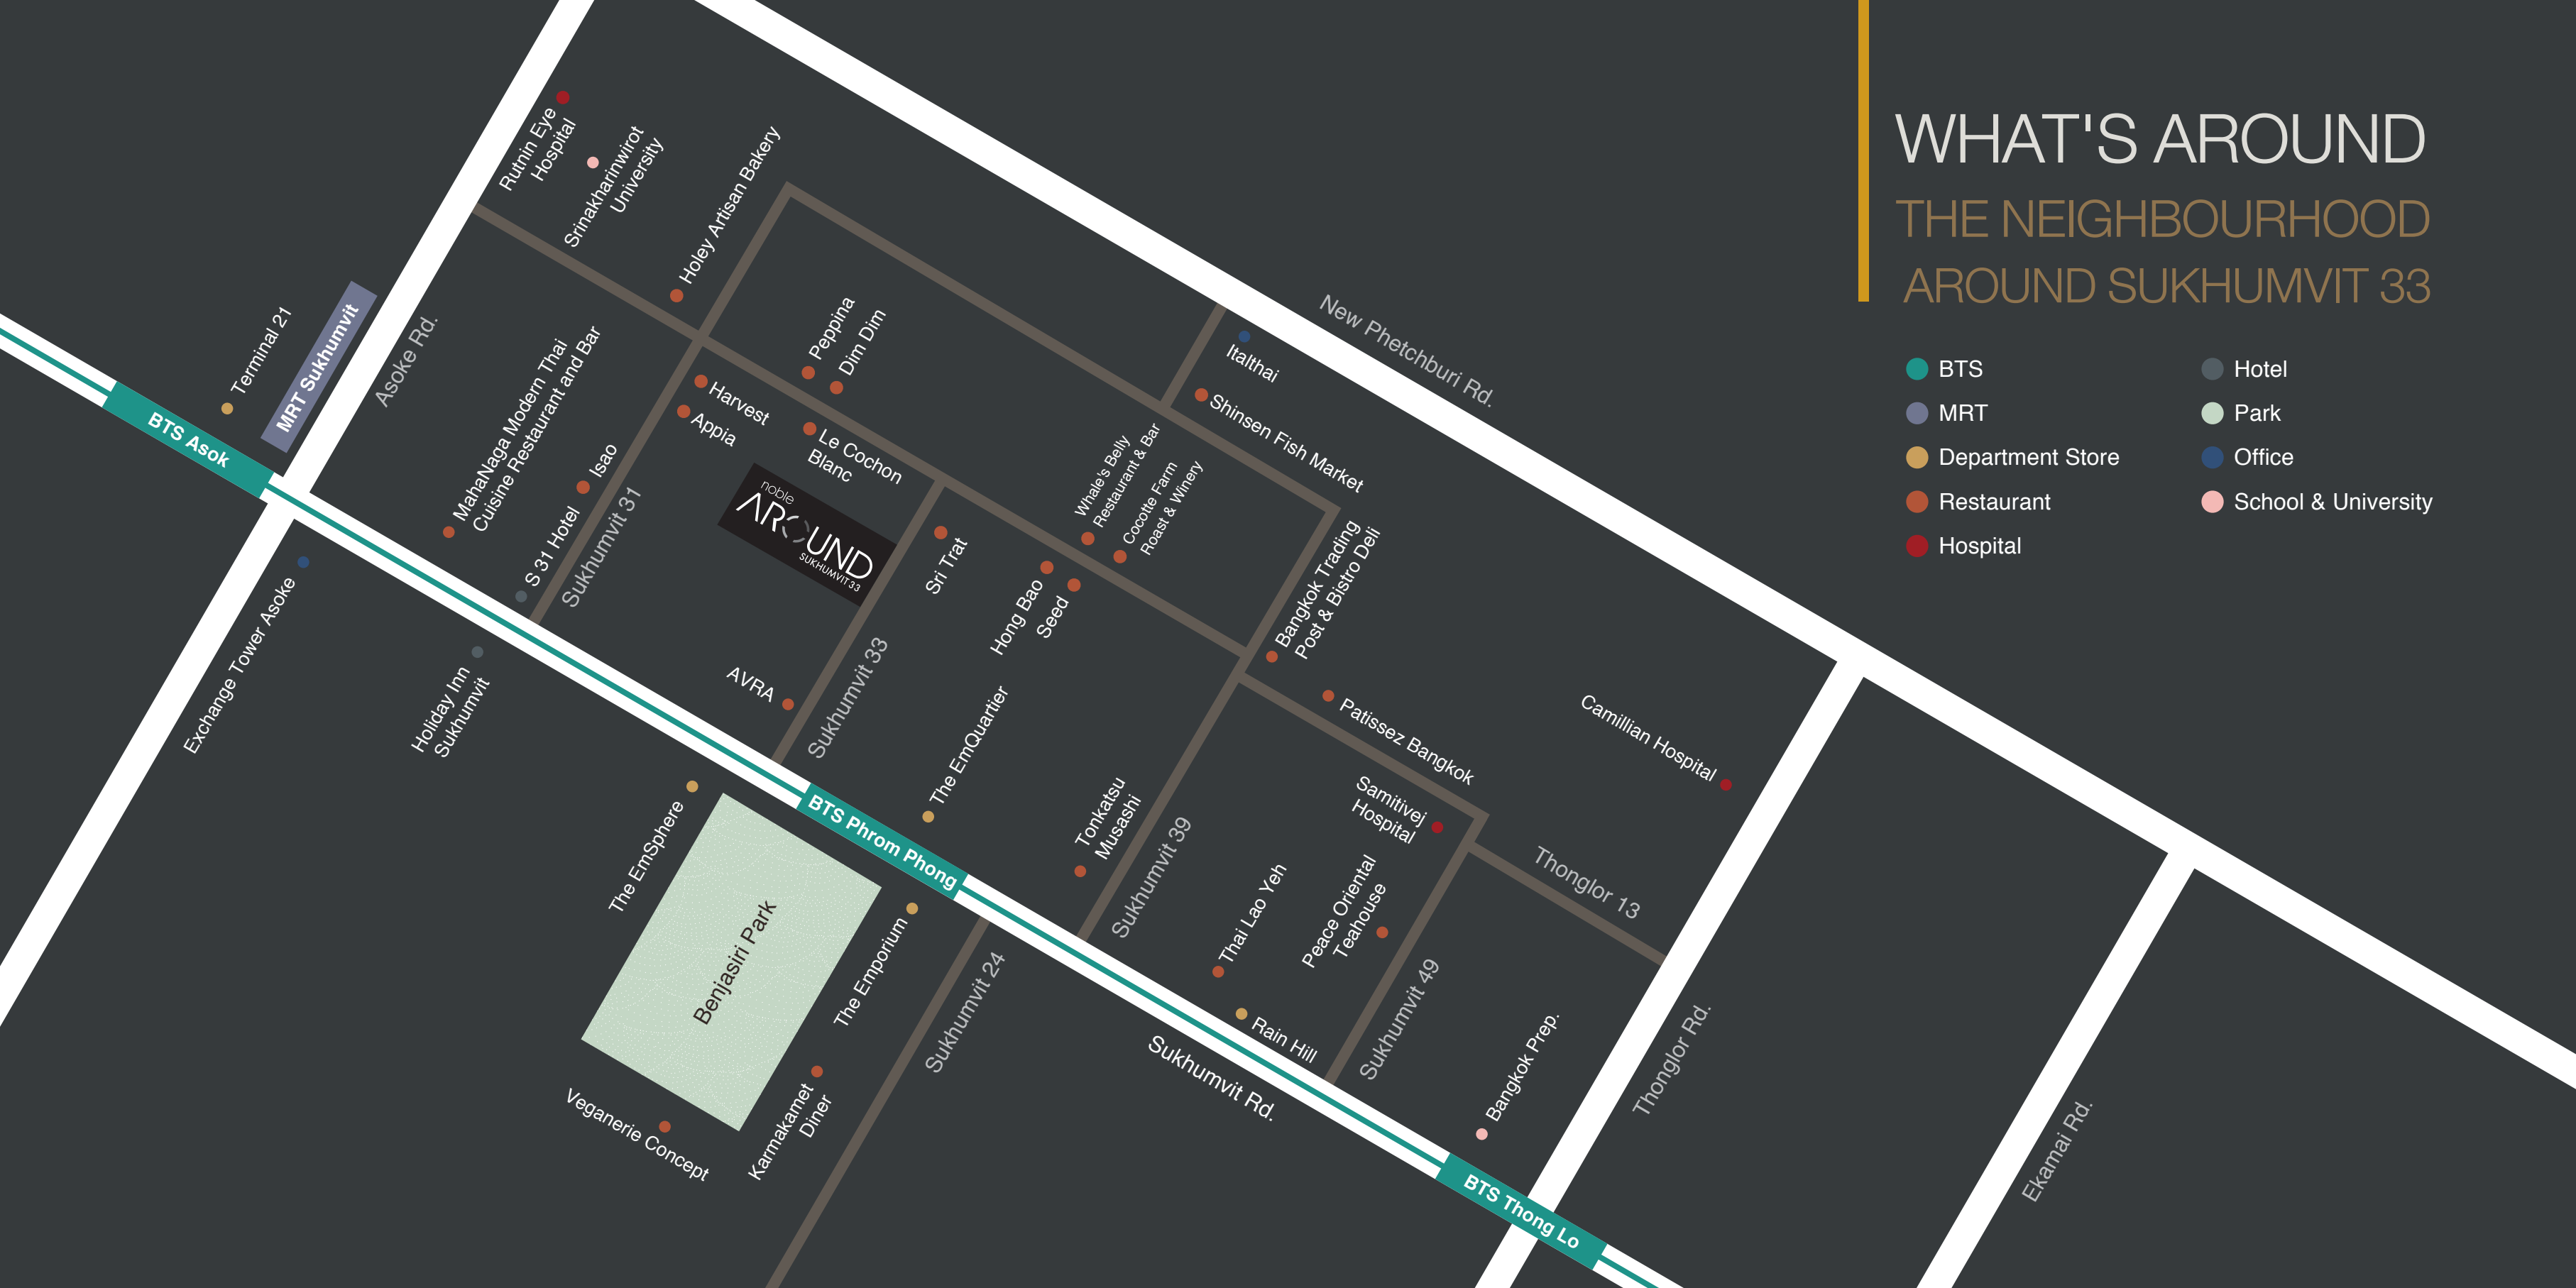 WHAT'S AROUND
THE NEIGHBOURHOOD
AROUND SUKHUMVIT 33
BTS
MRT
Department Store
Restaurant
Hospital
Hotel
Park
Office
School & University
Rutnin Eye
Hospital
Srinakharinwirot
University
Holey Artisan Bakery
Terminal 21
MRT Sukhumvit
Asoke Rd.
BTS Asok
MahaNaga Modern Thai
Cuisine Restaurant and Bar
Isao
S 31 Hotel
Sukhumvit 31
Peppina
Dim Dim
Harvest
Appia
Le Cochon
Blanc
noble
AROUND
SUKHUMVIT33
Italthai
New Phetchburi Rd.
Shinsen Fish Market
Whale's Belly
Restaurant & Bar
Cocotte Farm
Roast & Winery
Sri Trat
Hong Bao
Seed
Bangkok Trading
Post & Bistro Deli
Exchange Tower Asoke
Holiday Inn
Sukhumvit
AVRA
Sukhumvit 33
The EmQuartier
Patissez Bangkok
Camillian Hospital
Samitivej
Hospital
The EmSphere
BTS Phrom Phong
Tonkatsu
Musashi
Sukhumvit 39
Thonglor 13
Thai Lao Yeh
Peace Oriental
Teahouse
Benjasiri Park
The Emporium
Sukhumvit 24
Rain Hill
Sukhumvit 49
Sukhumvit Rd.
Bangkok Prep.
Thonglor Rd.
Veganerie Concept
Karmakamet
Diner
BTS Thong Lo
Ekamai Rd.